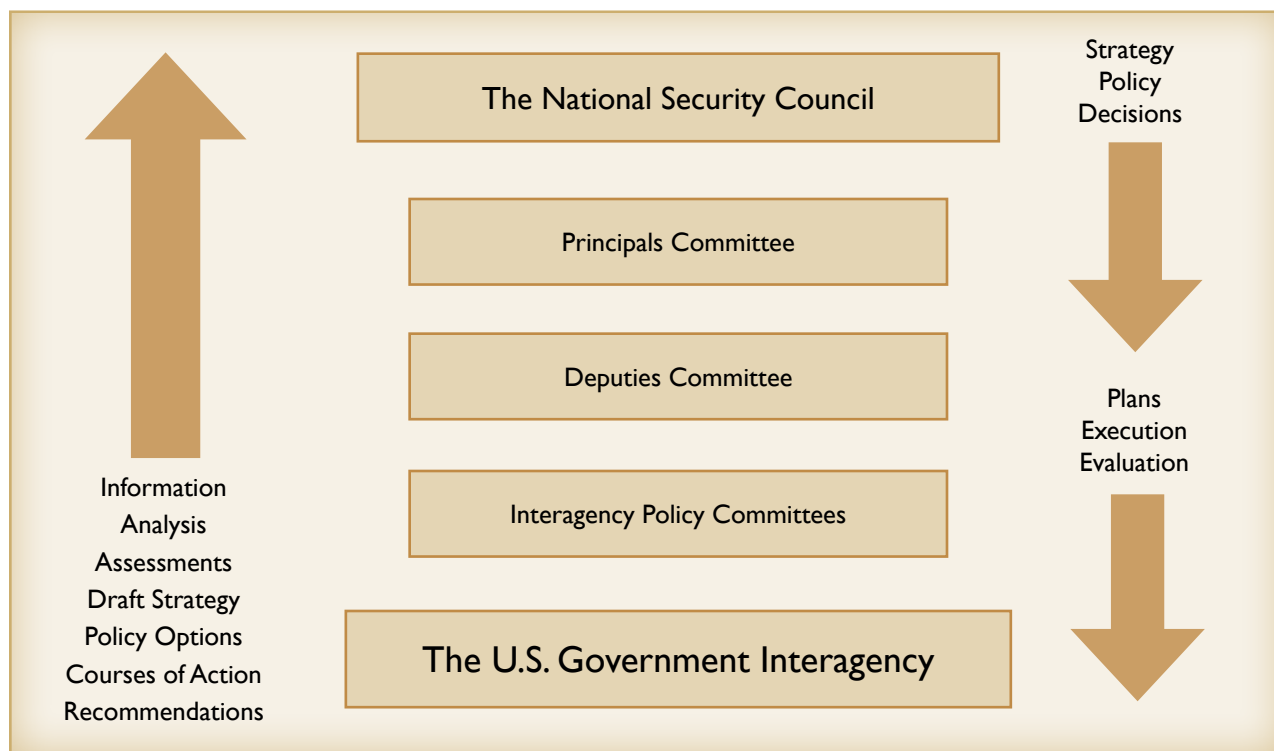 The National Security Council
Principals Committee
Deputies Committee
Interagency Policy Committees
The U.S. Government Interagency
Information
Analysis
Assessments
Draft Strategy
Policy Options
Courses of Action
Recommendations
Strategy
Policy
Decisions
Plans
Execution
Evaluation